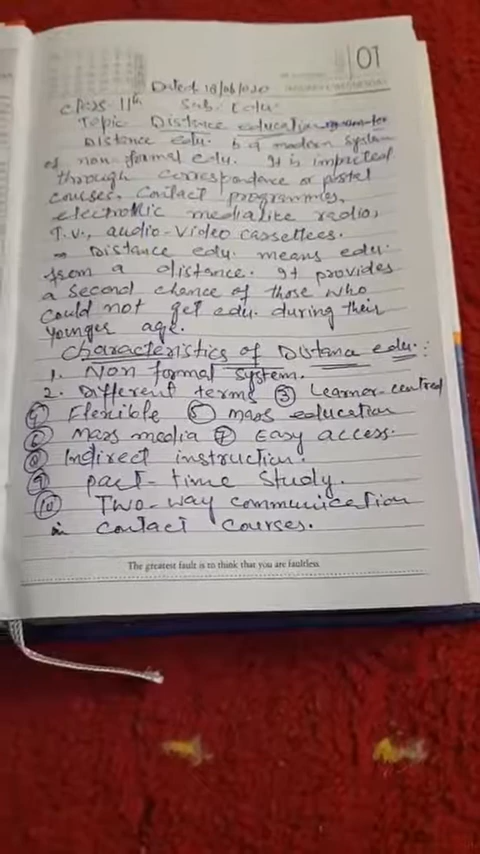 01
Dated 18/06/020
Class 11th Sub. Edu.
Topic Distance education
Distance edu. is a modern system
of non-formal edu. It is imparted
through correspondence or postel
courses, contact programmes,
electronic media like radio,
T.V., audio-video cassettees.
→ Distance edu. means edu.
from a distance. It provides
a second chance of those who
could not get edu. during their
younger age.
Characteristics of Distance edu.:
1. Non formal system.
2. Different terms ③ Learner-centred
④ Flexible ⑤ mass education
⑥ Mass media ⑦ Easy access.
⑧ Indirect instruction.
⑨ part-time Study.
⑩ Two-way communication
in contact courses.
The greatest fault is to think that you are faultless.